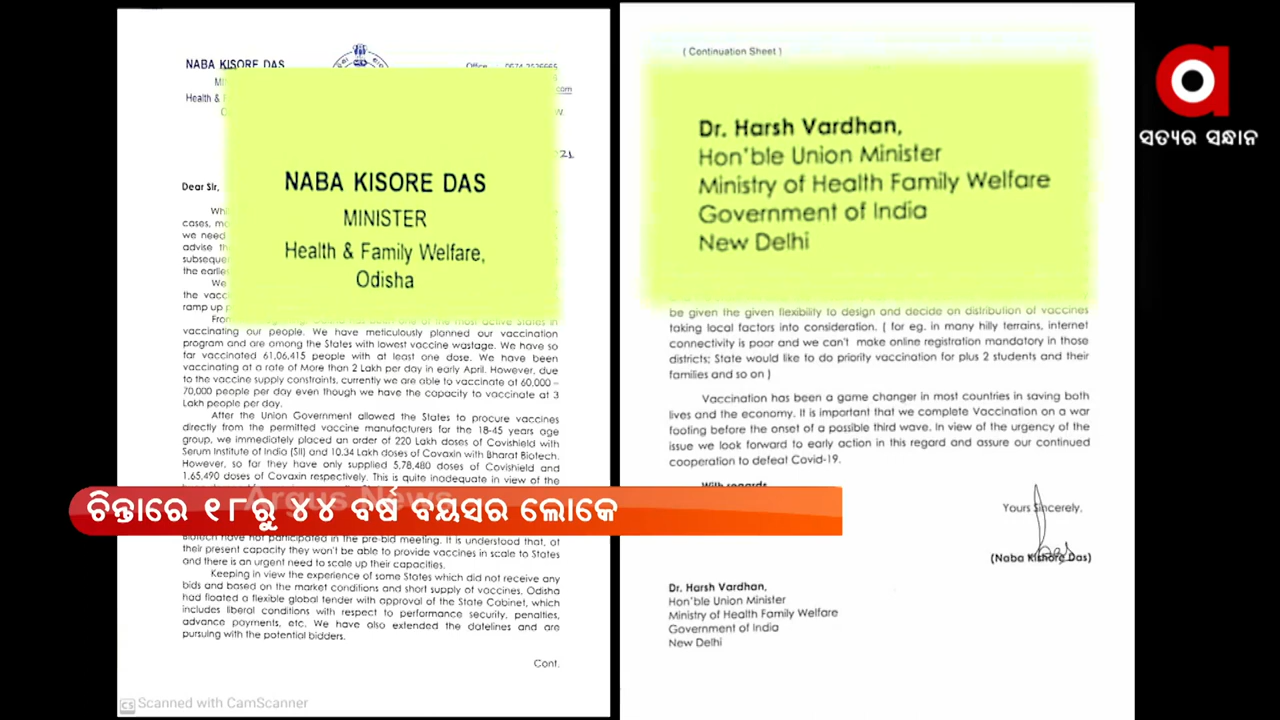 NABA KISORE DAS
Dear Sir,
NABA KISORE DAS
MINISTER
Health & Family Welfare,
Odisha
cases,
we need
advise
the earlies
We
ramp up
vaccinating our people. We have meticulously planned our vaccination
program and are among the States with lowest vaccine wastage. We have so
far vaccinated 61,06,415 people with at least one dose. We have been
vaccinating at a rate of More than 2 Lakh per day in early April. However, due
to the vaccine supply constraints, currently we are able to vaccinate at 60,000 –
70,000 people per day even though we have the capacity to vaccinate at 3
Lakh people per day.
After the Union Government allowed the States to procure vaccines
directly from the permitted vaccine manufacturers for the 18-45 years age
group, we immediately placed an order of 220 Lakh doses of Covishield with
Serum Institute of India (SII) and 10.34 Lakh doses of Covaxin with Bharat Biotech.
However, so far they have only supplied 5,78,480 doses of Covishield and
1,65,490 doses of Covaxin respectively. This is quite inadequate in view of the
Biotech have not participated in the pre-bid meeting. It is understood that, at
their present capacity they won't be able to provide vaccines in scale to States
and there is an urgent need to scale up their capacities.
Keeping in view the experience of some States which did not receive any
bids and based on the market conditions and short supply of vaccines, Odisha
had floated a flexible global tender with approval of the State Cabinet, which
includes liberal conditions with respect to performance security, penalties,
advance payments, etc. We have also extended the datelines and are
pursuing with the potential bidders.
Cont.
CS Scanned with CamScanner
( Continuation Sheet )
Dr. Harsh Vardhan,
Hon'ble Union Minister
Ministry of Health Family Welfare
Government of India
New Delhi
be given the given flexibility to design and decide on distribution of vaccines
taking local factors into consideration. ( for eg. in many hilly terrains, internet
connectivity is poor and we can't make online registration mandatory in those
districts; State would like to do priority vaccination for plus 2 students and their
families and so on )
Vaccination has been a game changer in most countries in saving both
lives and the economy. It is important that we complete Vaccination on a war
footing before the onset of a possible third wave. In view of the urgency of the
issue we look forward to early action in this regard and assure our continued
cooperation to defeat Covid-19.
With regards
Yours Sincerely,
(Naba Kishore Das)
Dr. Harsh Vardhan,
Hon'ble Union Minister
Ministry of Health Family Welfare
Government of India
New Delhi
Argus News
ଚିନ୍ତାରେ ୧୮ରୁ ୪୪ ବର୍ଷ ବୟସର ଲୋକେ
ସତ୍ୟର ସନ୍ଧାନ